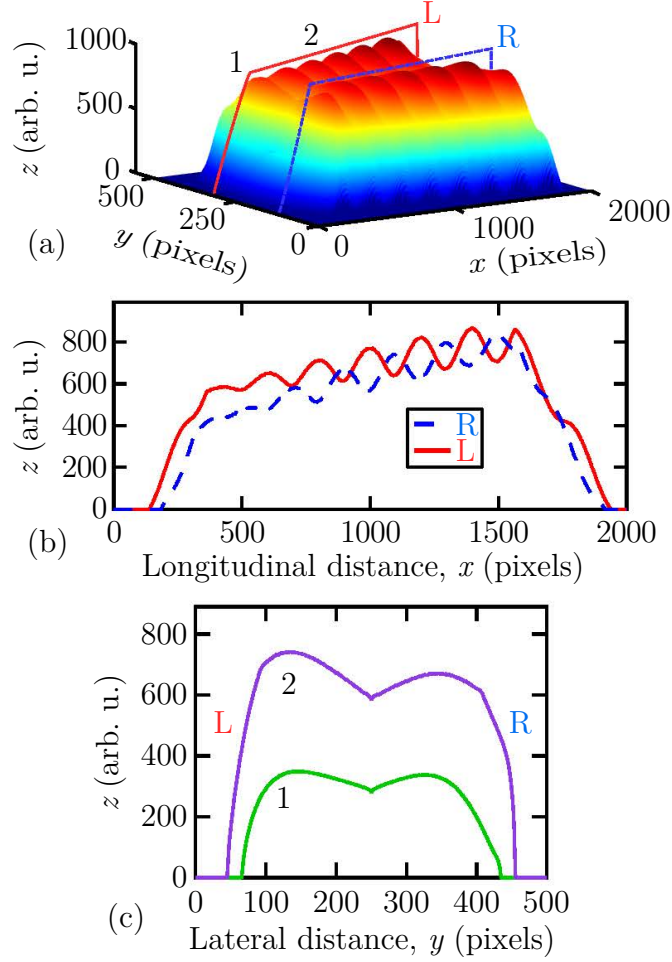 1000
500
0
z (arb. u.)
1
2
L
R
500
250
0
y (pixels)
0
1000
2000
x (pixels)
(a)
800
600
400
200
0
z (arb. u.)
R
L
0 500 1000 1500 2000
Longitudinal distance, x (pixels)
(b)
800
600
400
200
0
z (arb. u.)
2
L
R
1
0 100 200 300 400 500
Lateral distance, y (pixels)
(c)